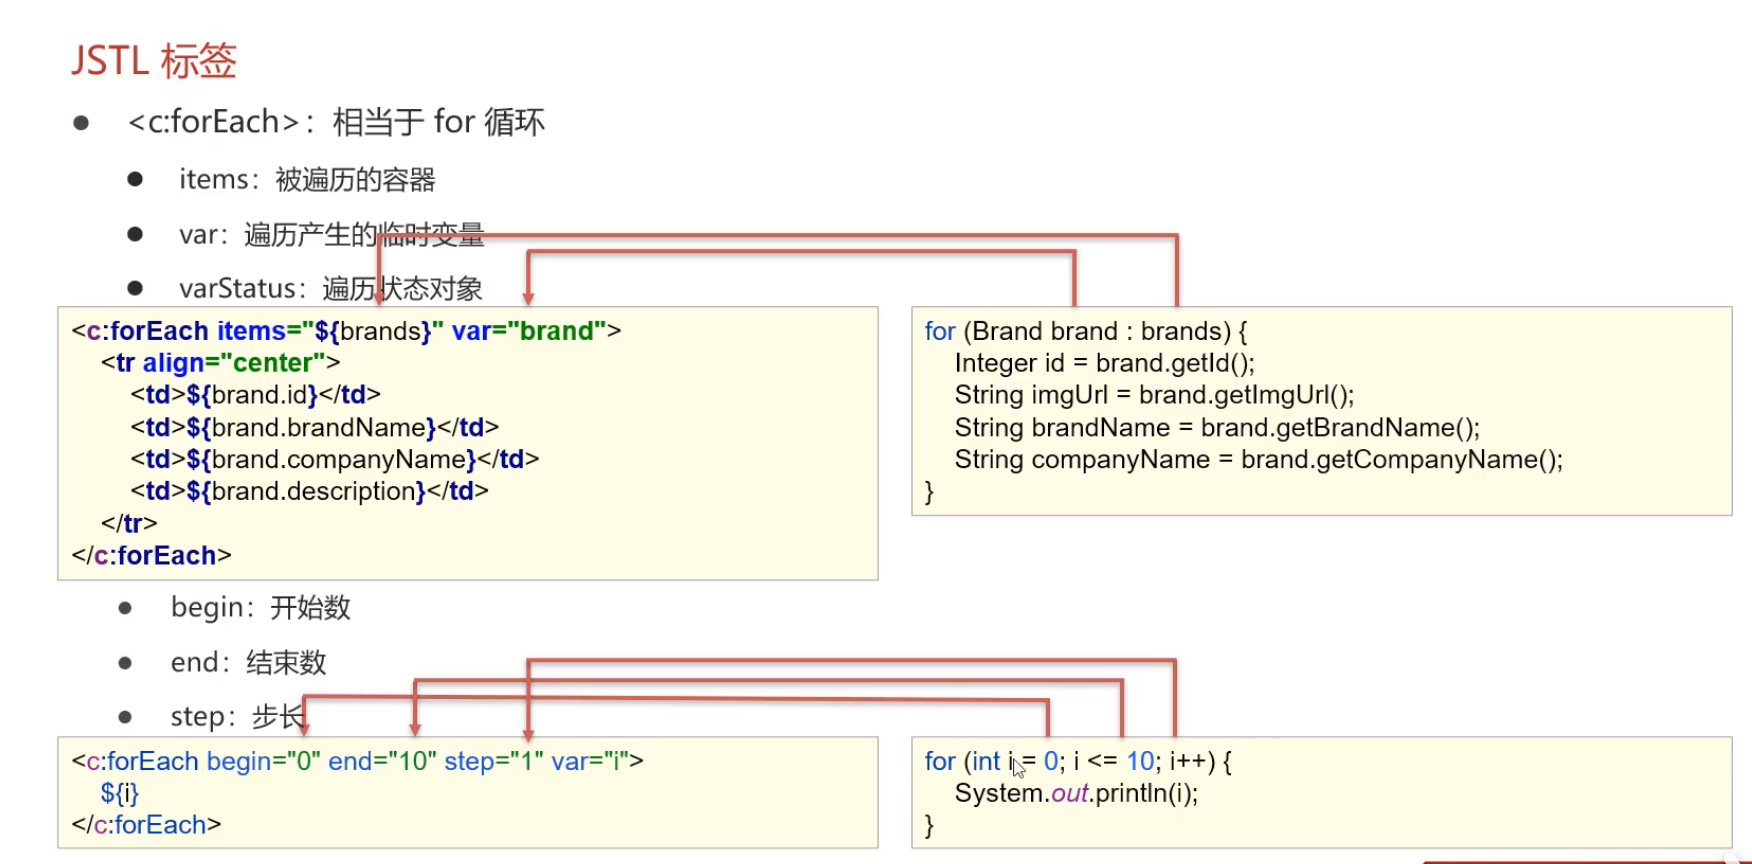 JSTL 标签
<c:forEach>：相当于 for 循环
items：被遍历的容器
var：遍历产生的临时变量
varStatus：遍历状态对象
<c:forEach items="${brands}" var="brand">
<tr align="center">
<td>${brand.id}</td>
<td>${brand.brandName}</td>
<td>${brand.companyName}</td>
<td>${brand.description}</td>
</tr>
</c:forEach>
for (Brand brand : brands) {
Integer id = brand.getId();
String imgUrl = brand.getImgUrl();
String brandName = brand.getBrandName();
String companyName = brand.getCompanyName();
}
begin：开始数
end：结束数
step：步长
<c:forEach begin="0" end="10" step="1" var="i">
${i}
</c:forEach>
for (int i = 0; i <= 10; i++) {
System.out.println(i);
}